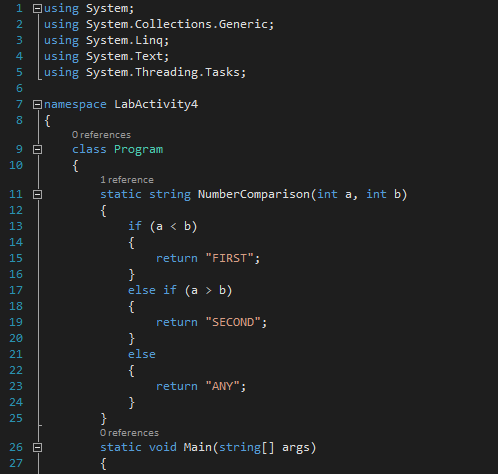 1 using System;
2 using System.Collections.Generic;
3 using System.Linq;
4 using System.Text;
5 using System.Threading.Tasks;
6
7 namespace LabActivity4
8 {
0 references
9 class Program
10 {
1 reference
11 static string NumberComparison(int a, int b)
12 {
13 if (a < b)
14 {
15 return "FIRST";
16 }
17 else if (a > b)
18 {
19 return "SECOND";
20 }
21 else
22 {
23 return "ANY";
24 }
25 }
0 references
26 static void Main(string[] args)
27 {